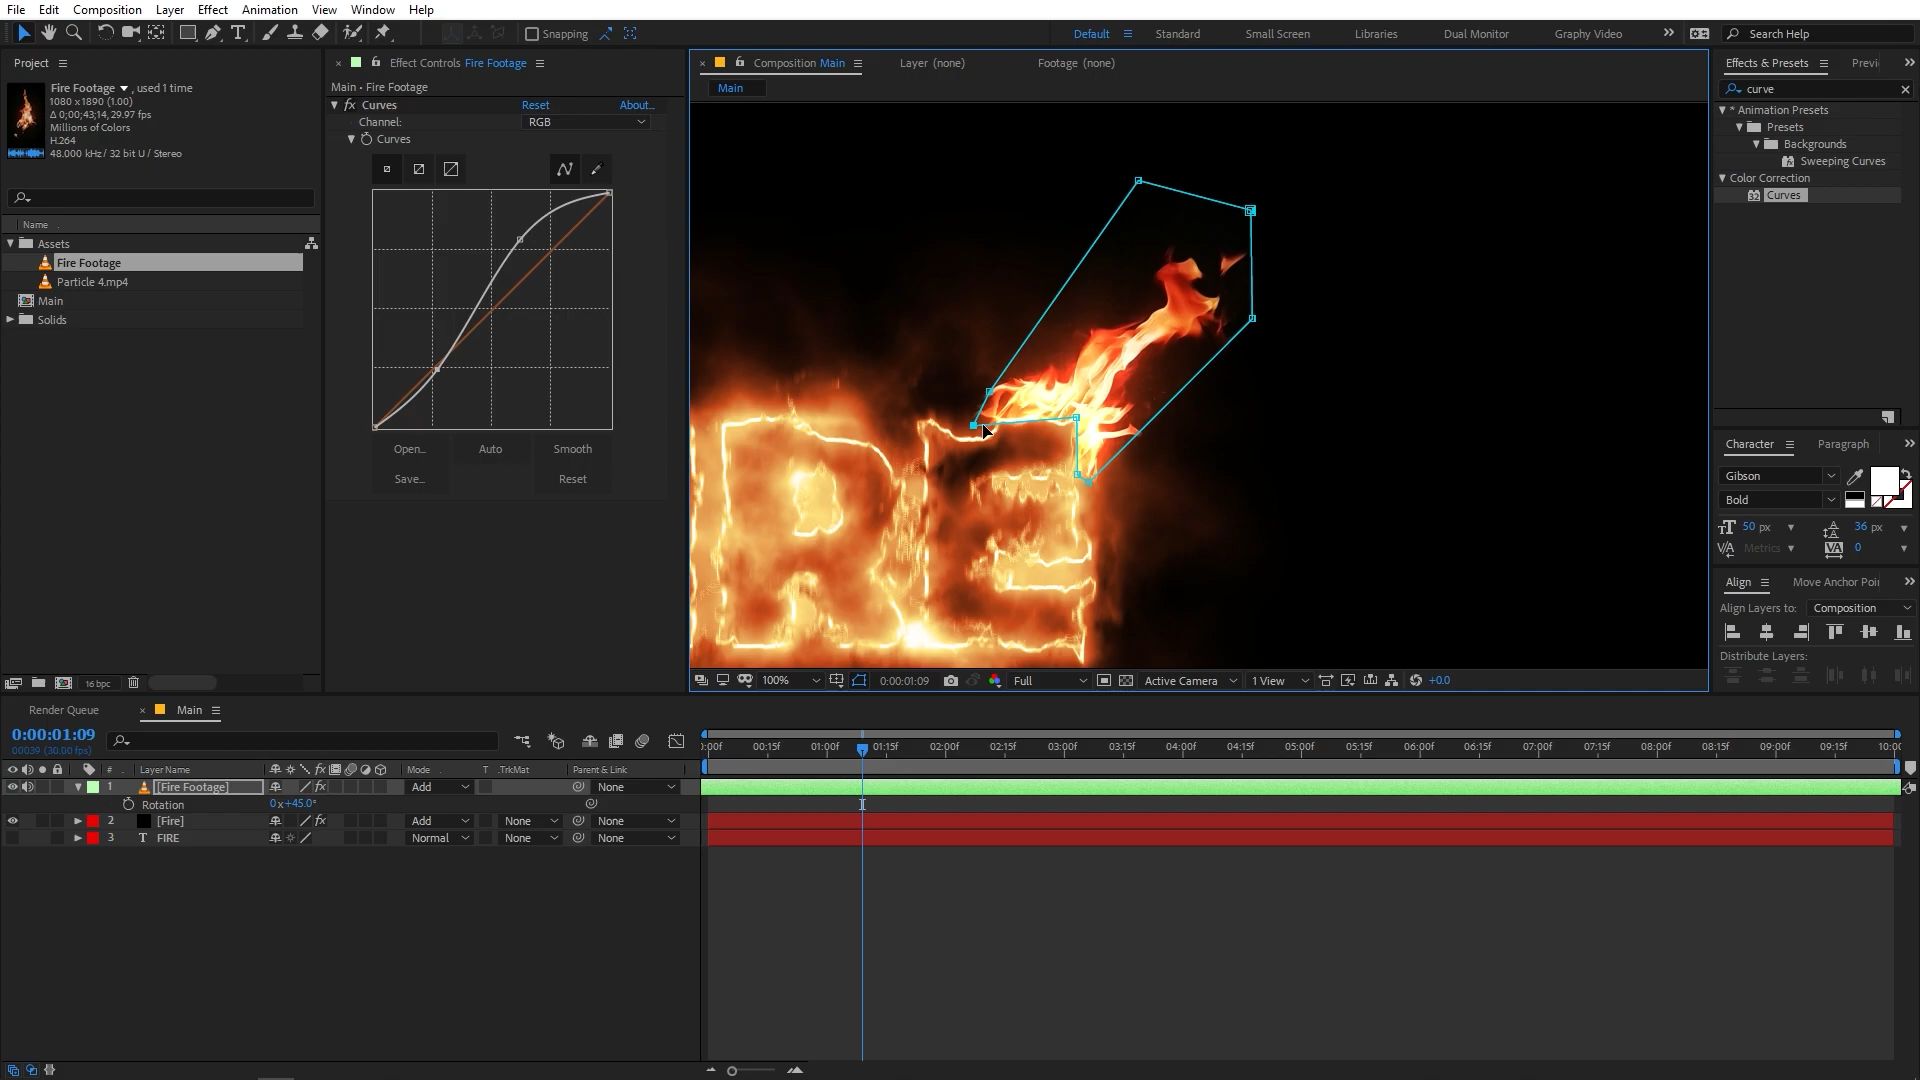 File Edit Composition Layer Effect Animation View Window Help
Snapping
Default Standard Small Screen Libraries Dual Monitor Graphic Video Search Help
Project
Fire Footage , used 1 time
1080 x 1890 (1.00)
Δ 0;00;43;14, 29.97 fps
Millions of Colors
H.264
48.000 kHz / 32 bit U / Stereo
Name
Assets
Fire Footage
Particle 4.mp4
Main
Solids
16 bpc
Effect Controls Fire Footage
Main • Fire Footage
fx Curves Reset About...
Channel: RGB
Curves
Open... Auto Smooth
Save... Reset
Composition Main Layer (none) Footage (none)
Main
RE
100% 0:00:01:09 Full Active Camera 1 View +0.0
Effects & Presets Previ
curve
* Animation Presets
Presets
Backgrounds
Sweeping Curves
Color Correction
32 Curves
Character Paragraph
Gibson
Bold
50 px 36 px
Metrics 0
Align Move Anchor Poin
Align Layers to: Composition
Distribute Layers:
Render Queue Main
0:00:01:09
00039 (30.00 fps)
# Layer Name Mode T .TrkMat Parent & Link
1 [Fire Footage] fx Add None
Rotation 0x+45.0°
2 [Fire] fx Add None None
3 T FIRE Normal None None
):00f 00:15f 01:00f 01:15f 02:00f 02:15f 03:00f 03:15f 04:00f 04:15f 05:00f 05:15f 06:00f 06:15f 07:00f 07:15f 08:00f 08:15f 09:00f 09:15f 10:00